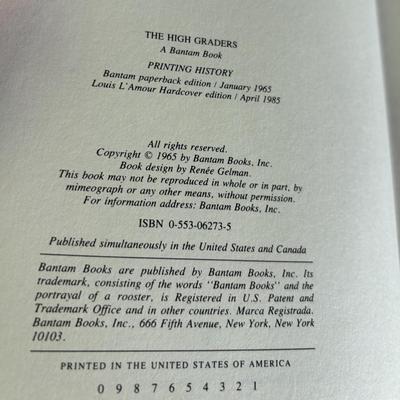 THE HIGH GRADERS
A Bantam Book
PRINTING HISTORY
Bantam paperback edition / January 1965
Louis L'Amour Hardcover edition / April 1985
All rights reserved.
Copyright © 1965 by Bantam Books, Inc.
Book design by Renée Gelman.
This book may not be reproduced in whole or in part, by
mimeograph or any other means, without permission.
For information address: Bantam Books, Inc.
ISBN 0-553-06273-5
Published simultaneously in the United States and Canada
Bantam Books are published by Bantam Books, Inc. Its
trademark, consisting of the words "Bantam Books" and the
portrayal of a rooster, is Registered in U.S. Patent and
Trademark Office and in other countries. Marca Registrada.
Bantam Books, Inc., 666 Fifth Avenue, New York, New York
10103.
PRINTED IN THE UNITED STATES OF AMERICA
0 9 8 7 6 5 4 3 2 1